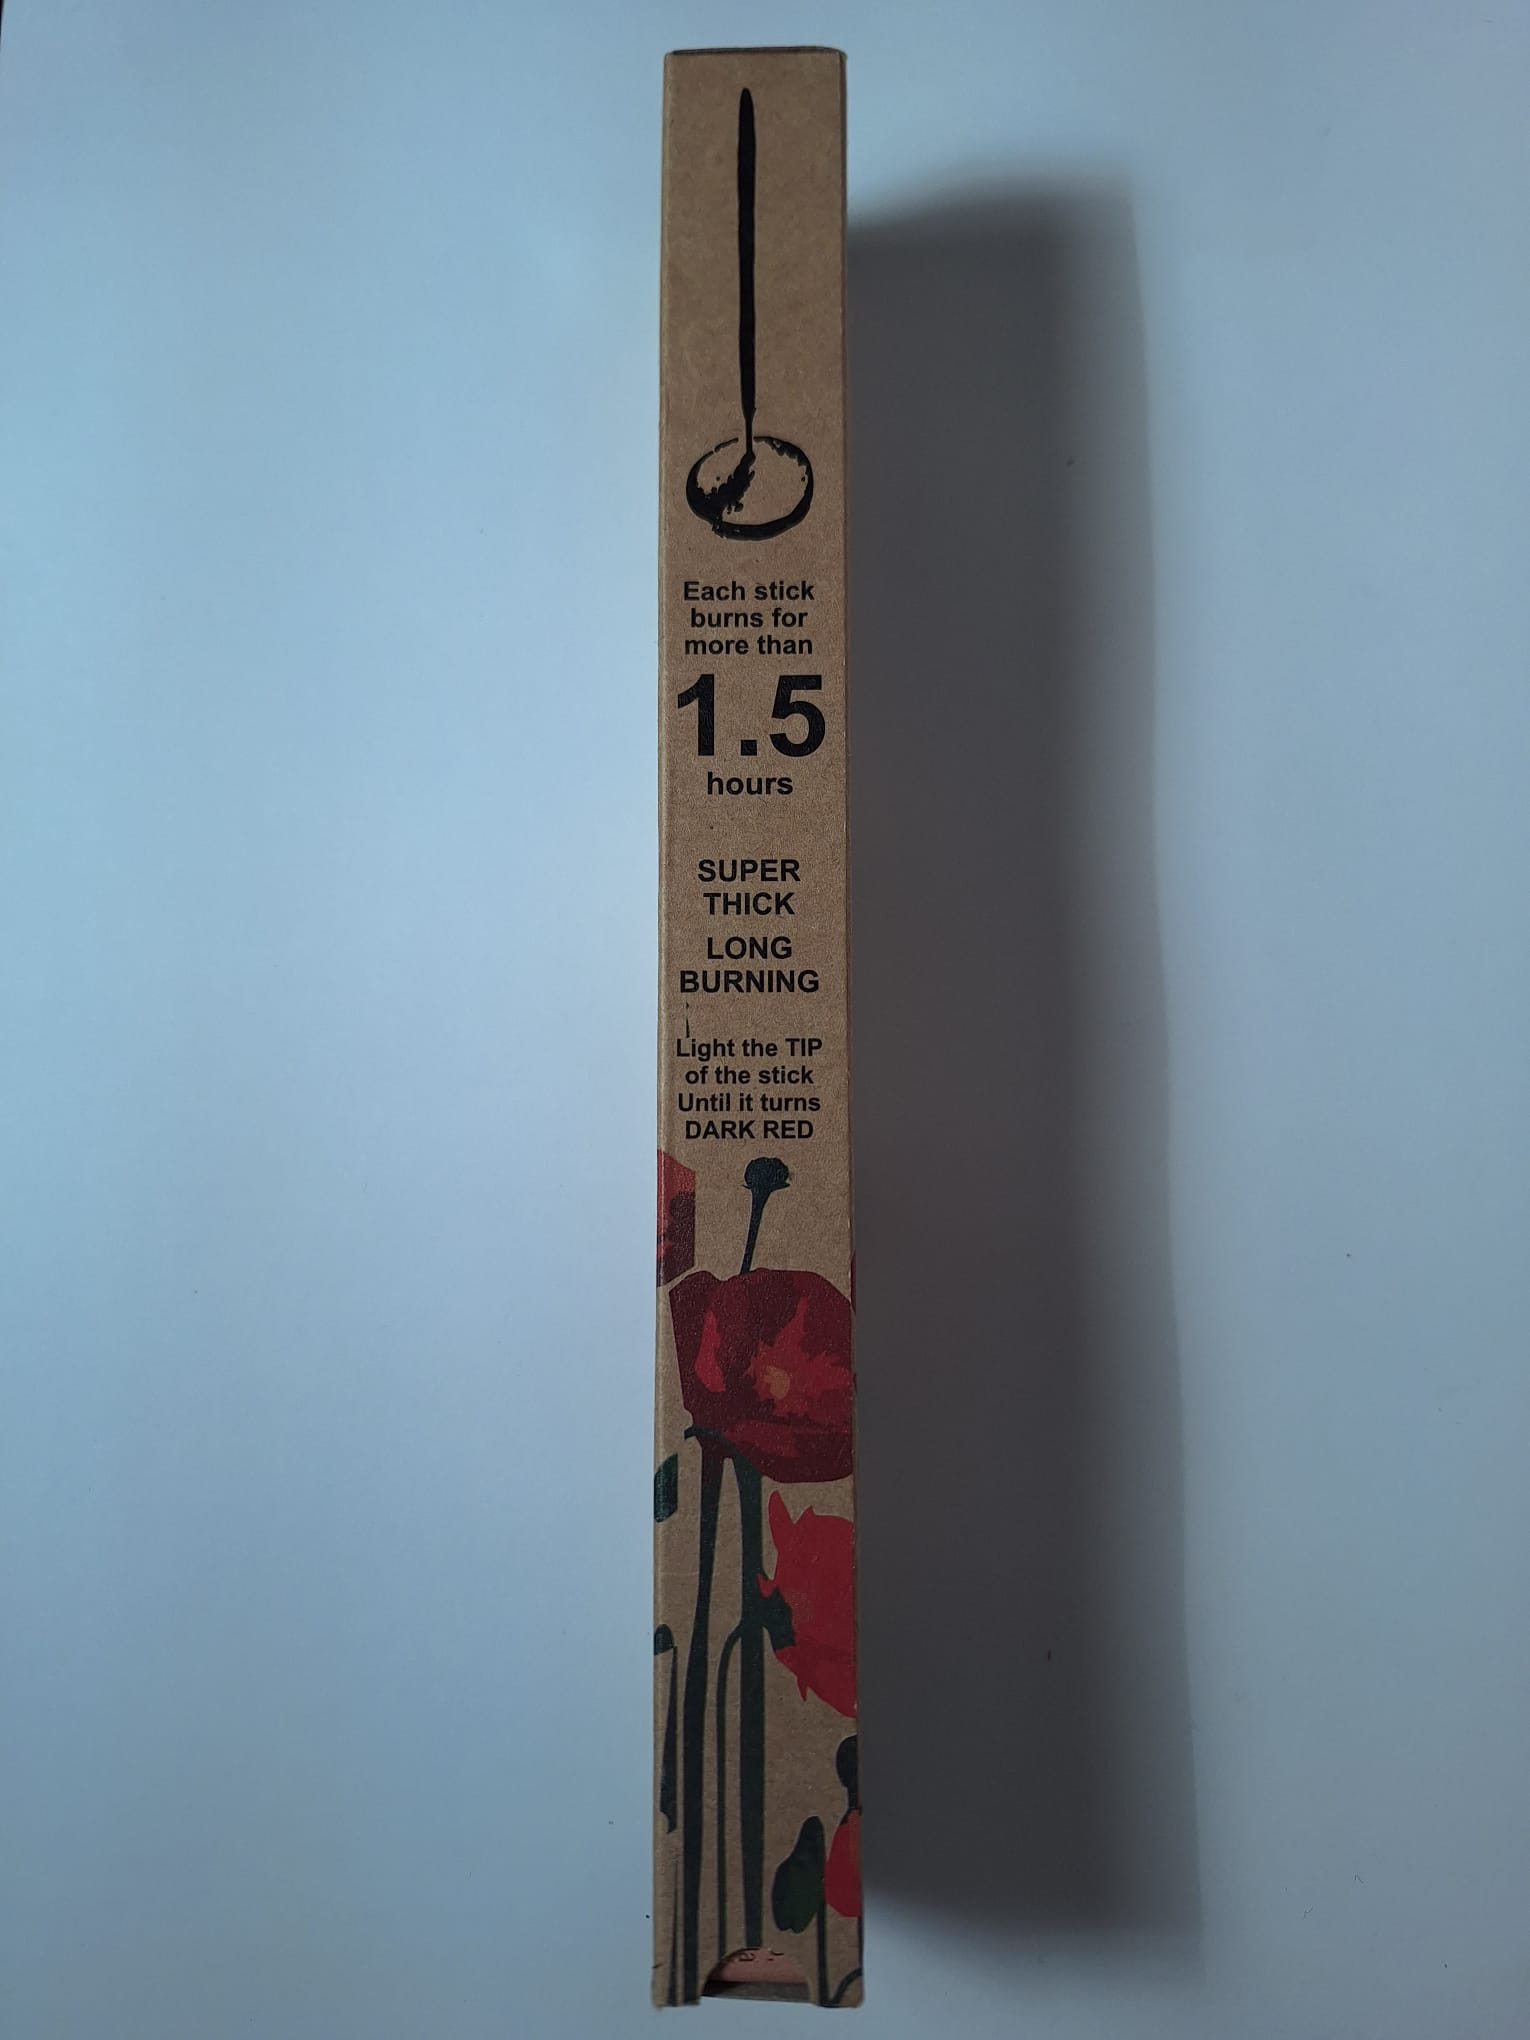 Each stick
burns for
more than
1.5
hours
SUPER
THICK
LONG
BURNING
Light the TIP
of the stick
Until it turns
DARK RED